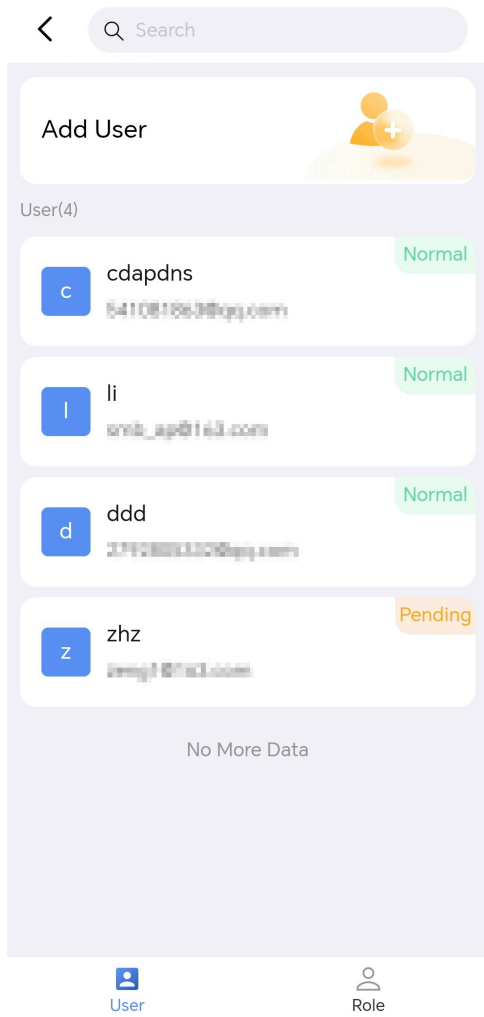 Search
Add User
User(4)
Normal
c
cdapdns
Normal
l
li
Normal
d
ddd
Pending
z
zhz
No More Data
User
Role